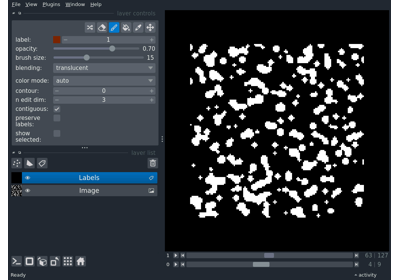 File View Plugins Window Help
layer controls
label: 1
opacity: 0.70
brush size: 15
blending: translucent
color mode: auto
contour: 0
n edit dim: 3
contiguous:
preserve
labels:
show
selected:
layer list
Labels
Image
1 63 127
0 4 9
Ready activity